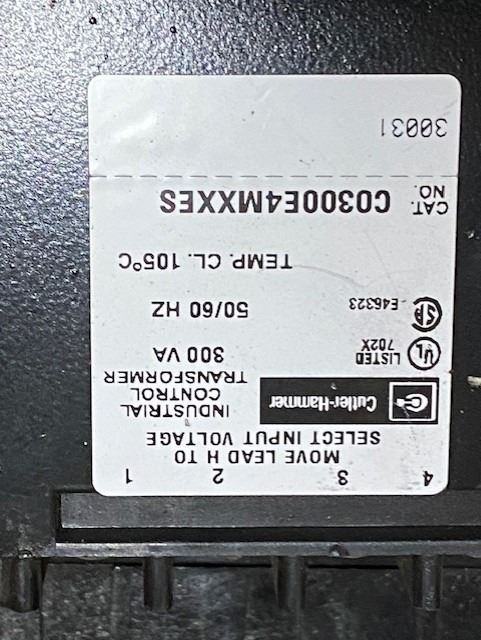 4 3 2 1
MOVE LEAD H TO
SELECT INPUT VOLTAGE
Cutler-Hammer
INDUSTRIAL
CONTROL
TRANSFORMER
UL LISTED
702X
300 VA
E46323
50/60 HZ
TEMP. CL. 105°C
CAT.
NO. C0300E4MXXES
30031